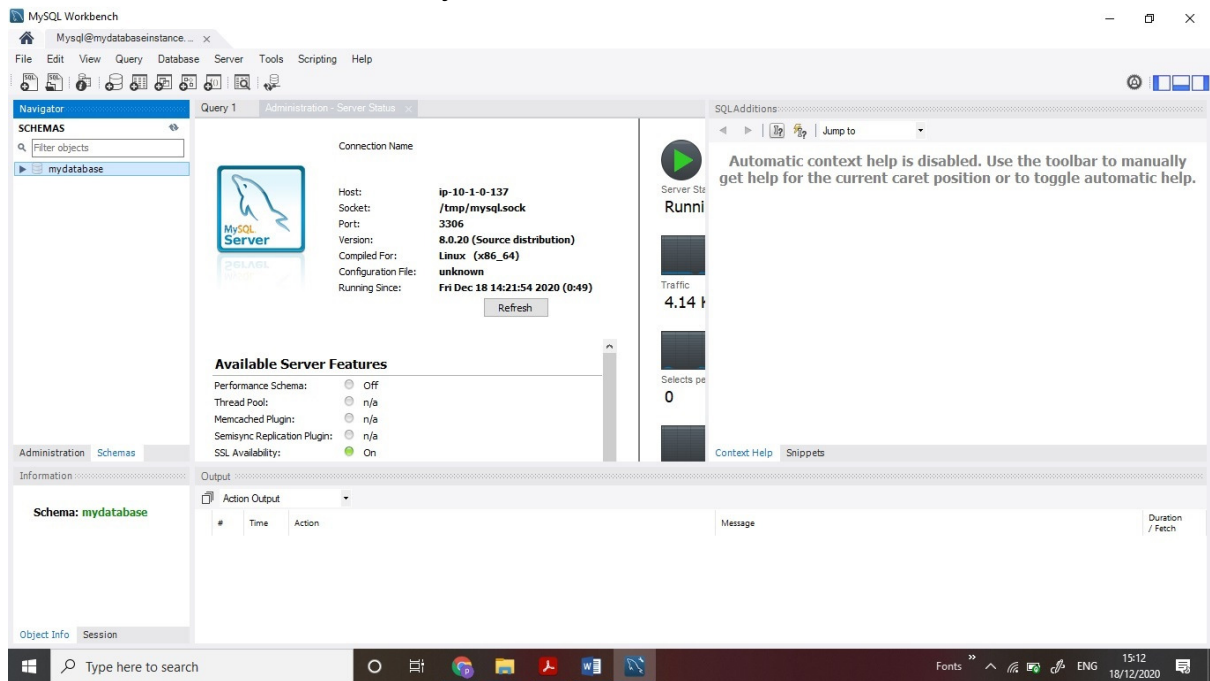 MySQL Workbench
Mysql@mydatabaseinstance....
File Edit View Query Database Server Tools Scripting Help
Navigator
SCHEMAS
Filter objects
mydatabase
Administration Schemas
Information
Schema: mydatabase
Object Info Session
Query 1 Administration - Server Status
Connection Name
MySQL
Server
Host: ip-10-1-0-137
Socket: /tmp/mysql.sock
Port: 3306
Version: 8.0.20 (Source distribution)
Compiled For: Linux (x86_64)
Configuration File: unknown
Running Since: Fri Dec 18 14:21:54 2020 (0:49)
Refresh
Available Server Features
Performance Schema: Off
Thread Pool: n/a
Memcached Plugin: n/a
Semisync Replication Plugin: n/a
SSL Availability: On
Server Sta
Runni
Traffic
4.14 K
Selects pe
0
SQLAdditions
Jump to
Automatic context help is disabled. Use the toolbar to manually
get help for the current caret position or to toggle automatic help.
Context Help Snippets
Output
Action Output
# Time Action Message Duration / Fetch
Type here to search
Fonts
ENG
15:12
18/12/2020